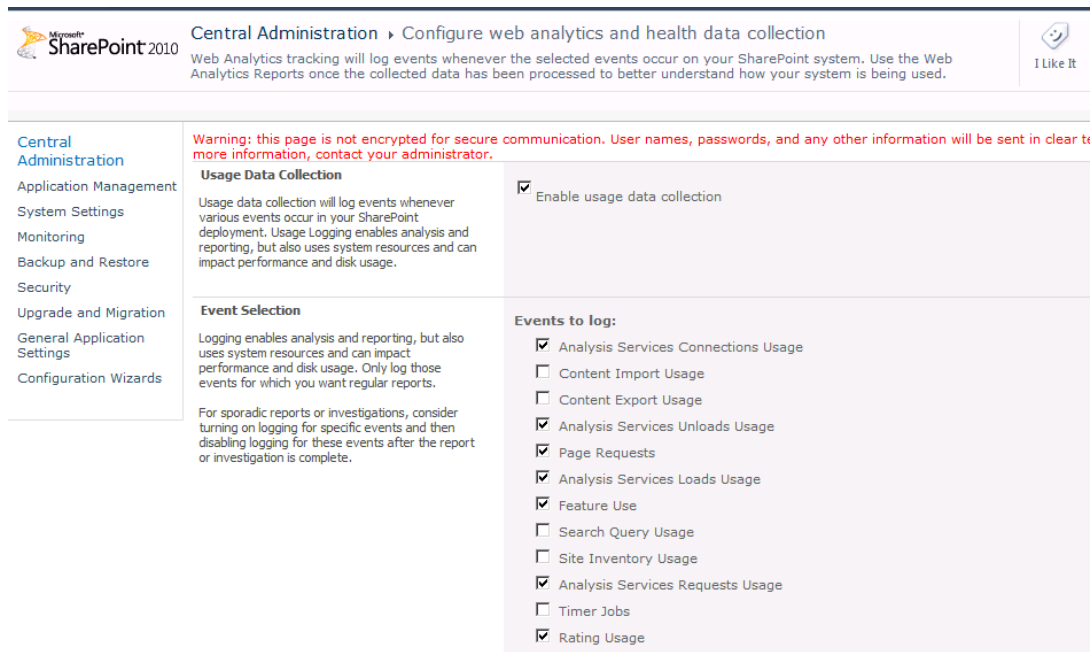 Microsoft®
SharePoint 2010
Central Administration ▸ Configure web analytics and health data collection
Web Analytics tracking will log events whenever the selected events occur on your SharePoint system. Use the Web
Analytics Reports once the collected data has been processed to better understand how your system is being used.
I Like It
Central
Administration
Application Management
System Settings
Monitoring
Backup and Restore
Security
Upgrade and Migration
General Application
Settings
Configuration Wizards
Warning: this page is not encrypted for secure communication. User names, passwords, and any other information will be sent in clear
more information, contact your administrator.
Usage Data Collection
Usage data collection will log events whenever
various events occur in your SharePoint
deployment. Usage Logging enables analysis and
reporting, but also uses system resources and can
impact performance and disk usage.
Enable usage data collection
Event Selection
Logging enables analysis and reporting, but also
uses system resources and can impact
performance and disk usage. Only log those
events for which you want regular reports.
For sporadic reports or investigations, consider
turning on logging for specific events and then
disabling logging for these events after the report
or investigation is complete.
Events to log:
Analysis Services Connections Usage
Content Import Usage
Content Export Usage
Analysis Services Unloads Usage
Page Requests
Analysis Services Loads Usage
Feature Use
Search Query Usage
Site Inventory Usage
Analysis Services Requests Usage
Timer Jobs
Rating Usage